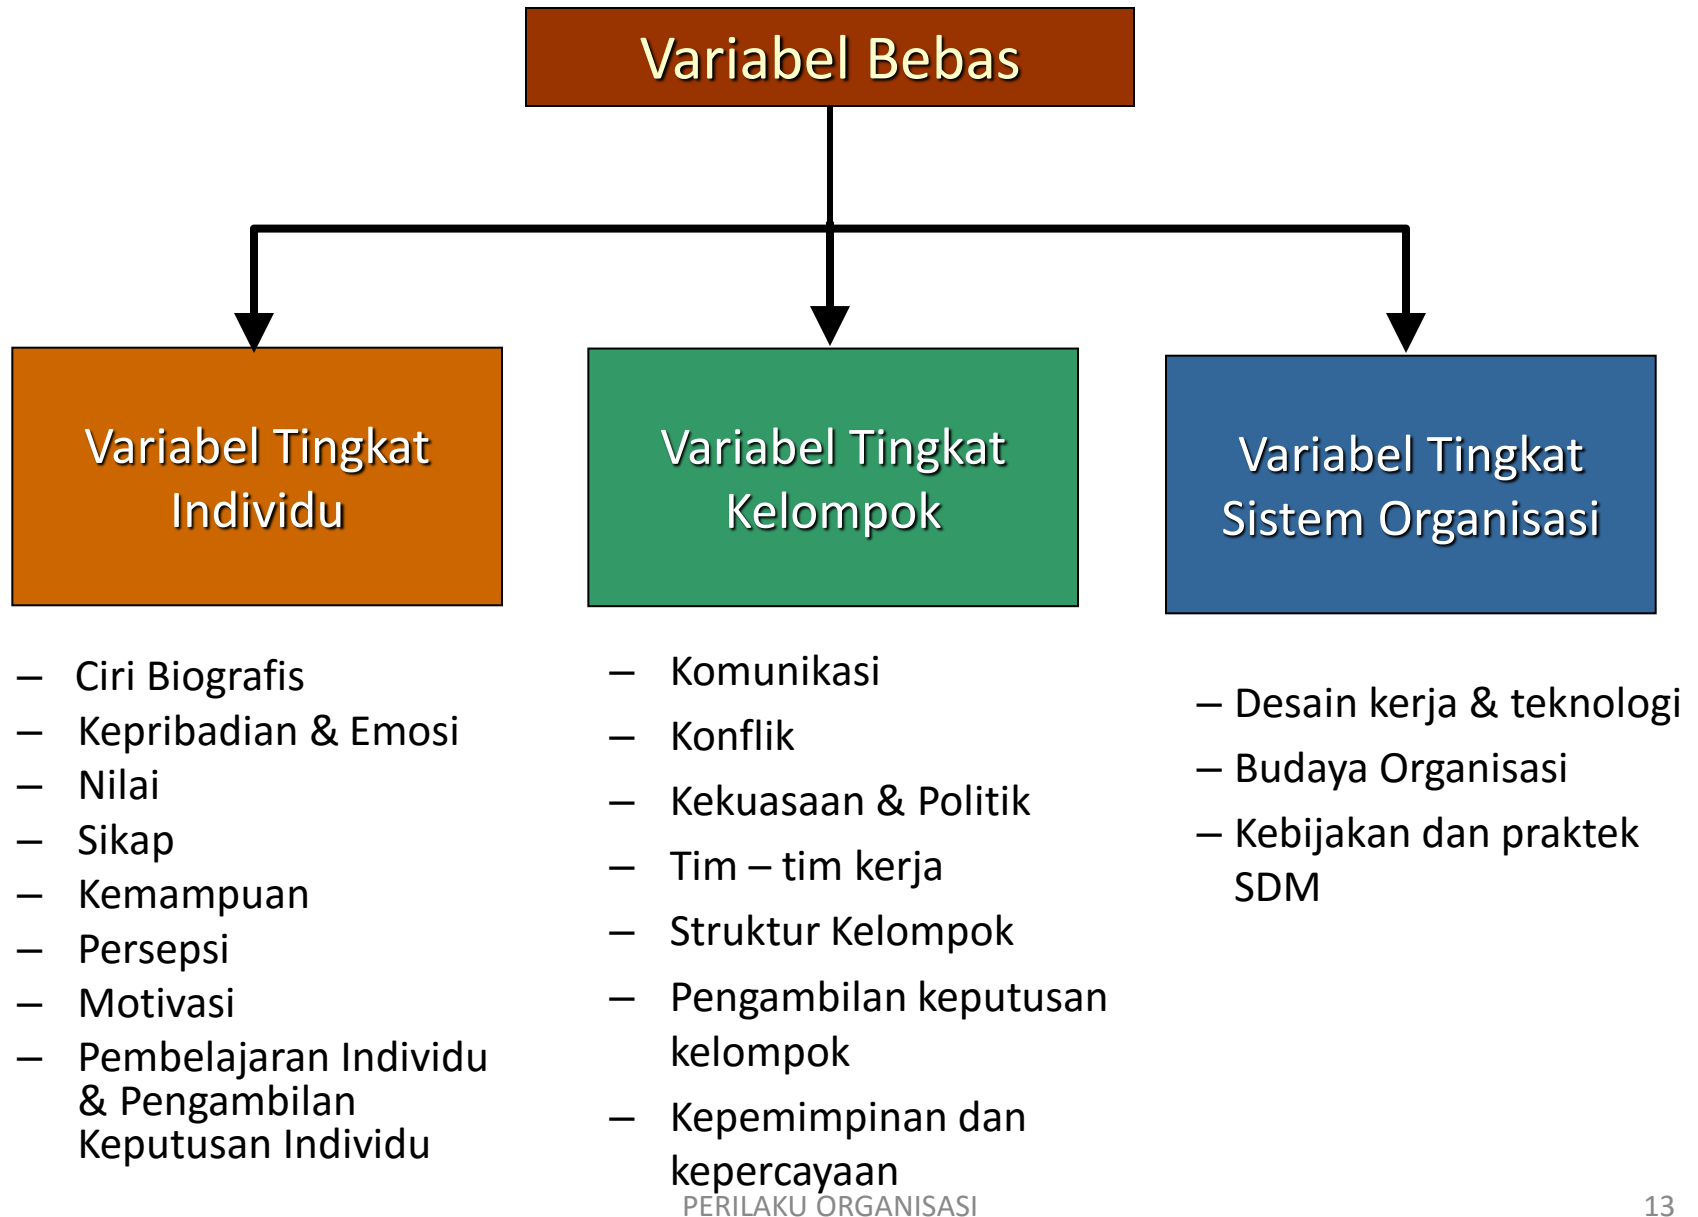 Variabel Bebas
Variabel Tingkat
Individu
Variabel Tingkat
Kelompok
Variabel Tingkat
Sistem Organisasi
– Ciri Biografis
– Kepribadian & Emosi
– Nilai
– Sikap
– Kemampuan
– Persepsi
– Motivasi
– Pembelajaran Individu
& Pengambilan
Keputusan Individu
– Komunikasi
– Konflik
– Kekuasaan & Politik
– Tim – tim kerja
– Struktur Kelompok
– Pengambilan keputusan
kelompok
– Kepemimpinan dan
kepercayaan
– Desain kerja & teknologi
– Budaya Organisasi
– Kebijakan dan praktek
SDM
PERILAKU ORGANISASI
13